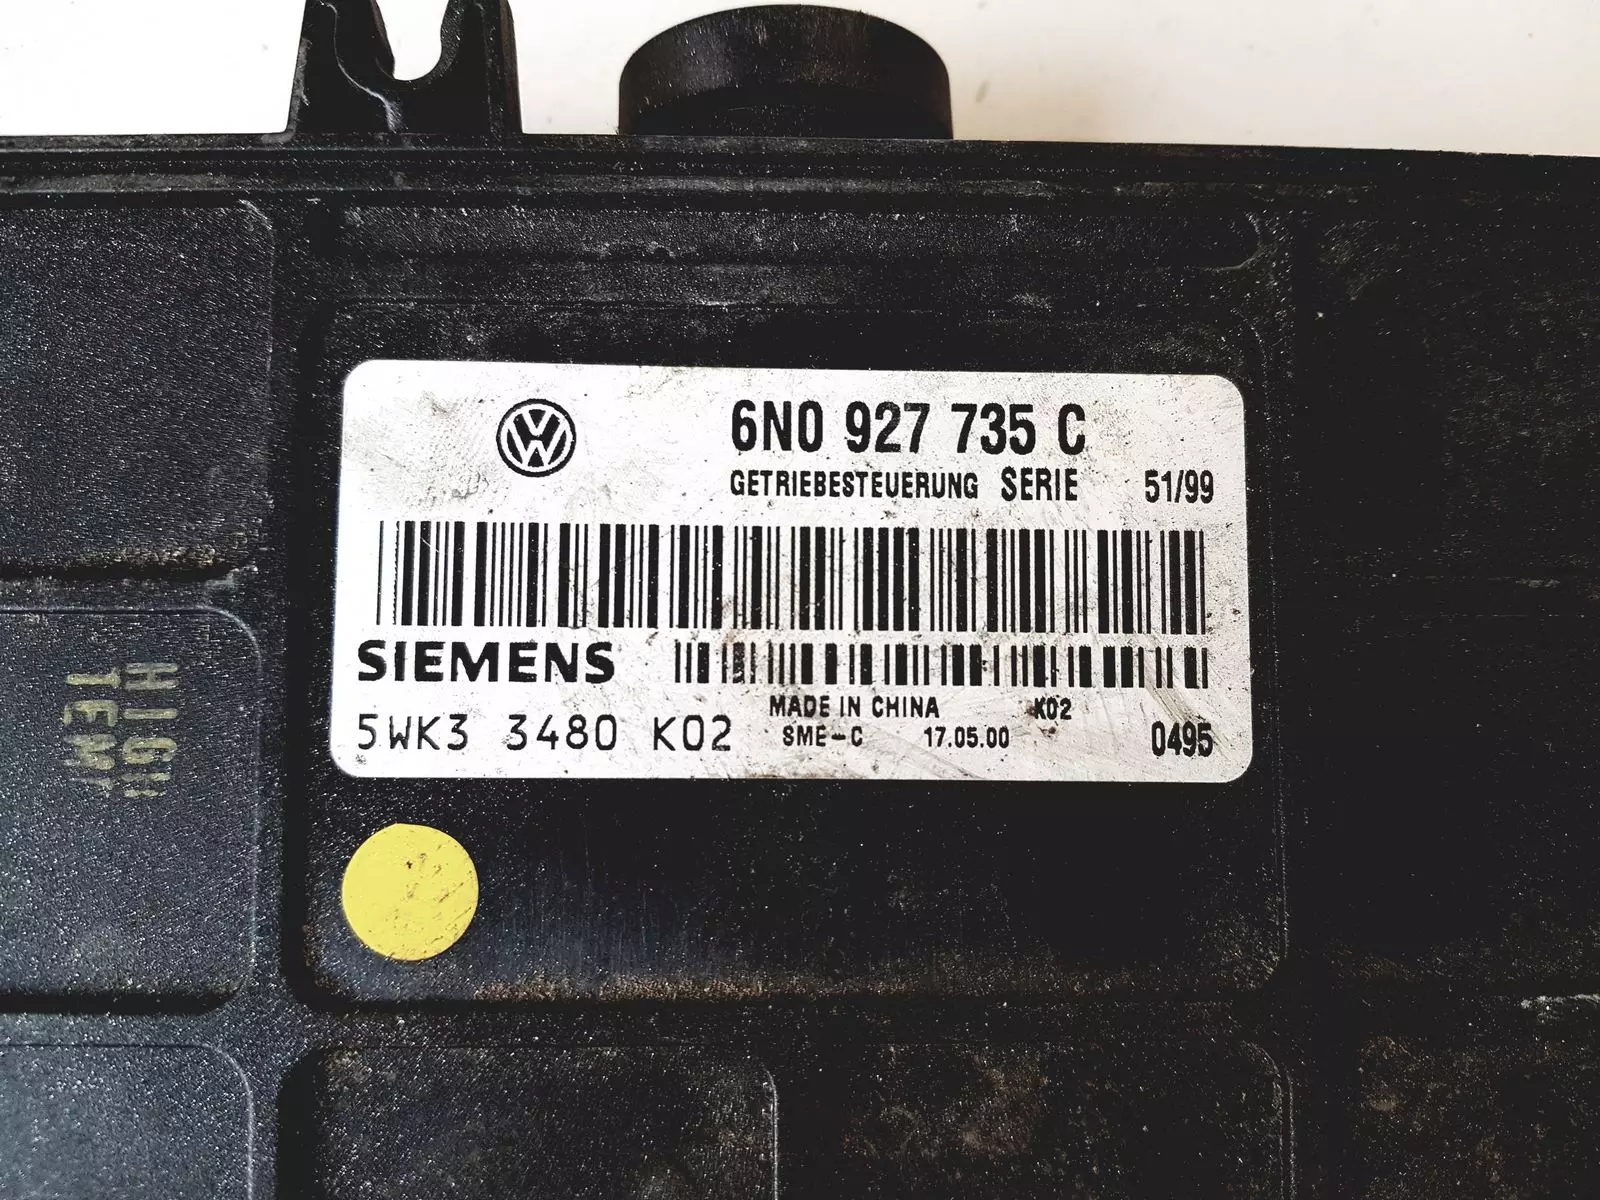 6N0 927 735 C
GETRIEBESTEUERUNG SERIE 51/99
SIEMENS
MADE IN CHINA K02
5WK3 3480 K02 SME-C 17.05.00 0495
HIGH
TEMP